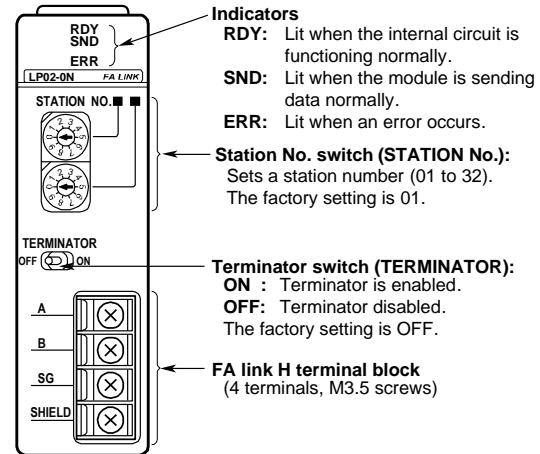 RDY
SND
ERR
LP02-0N FA LINK
STATION NO.
TERMINATOR
OFF ON
A
B
SG
SHIELD
Indicators
RDY: Lit when the internal circuit is
functioning normally.
SND: Lit when the module is sending
data normally.
ERR: Lit when an error occurs.
Station No. switch (STATION No.):
Sets a station number (01 to 32).
The factory setting is 01.
Terminator switch (TERMINATOR):
ON : Terminator is enabled.
OFF: Terminator disabled.
The factory setting is OFF.
FA link H terminal block
(4 terminals, M3.5 screws)